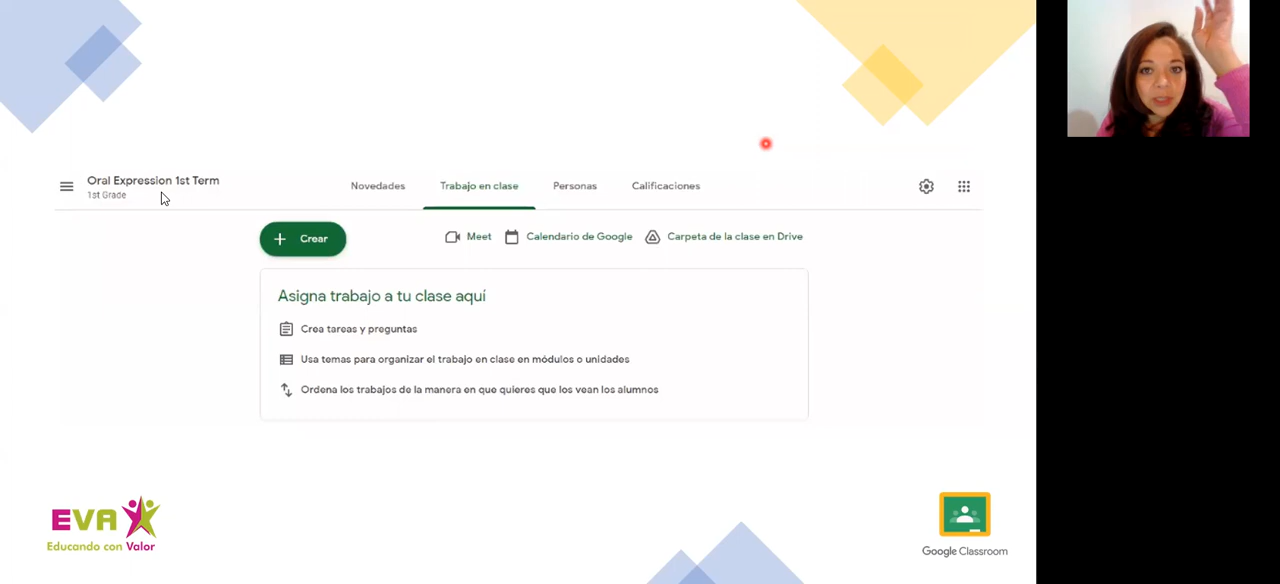 Oral Expression 1st Term
1st Grade
Novedades
Trabajo en clase
Personas
Calificaciones
Crear
Meet
Calendario de Google
Carpeta de la clase en Drive
Asigna trabajo a tu clase aquí
Crea tareas y preguntas
Usa temas para organizar el trabajo en clase en módulos o unidades
Ordena los trabajos de la manera en que quieres que los vean los alumnos
EVA
Educando con Valor
Google Classroom